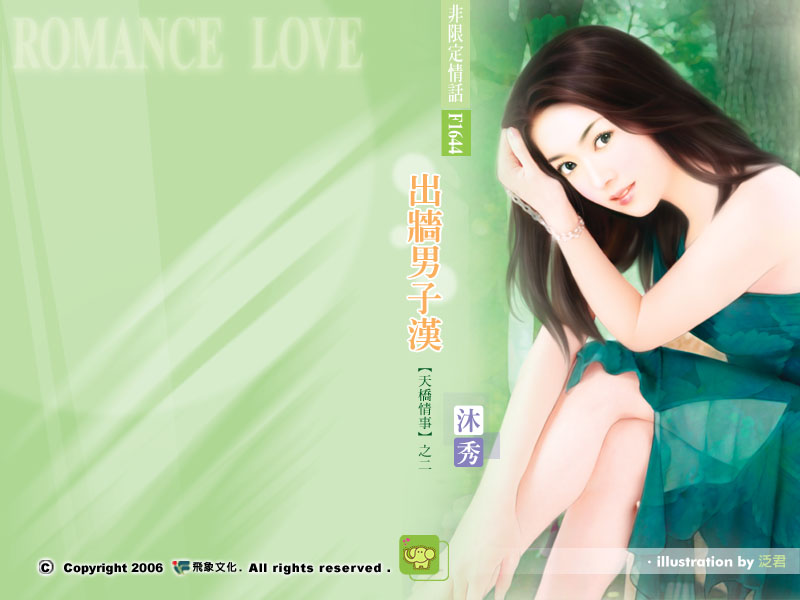 ROMANCE LOVE
非限定情話
F1644
出牆男子漢
【天橋情事】之二
沐秀
© Copyright 2006 飛象文化. All rights reserved .
· illustration by 泛君